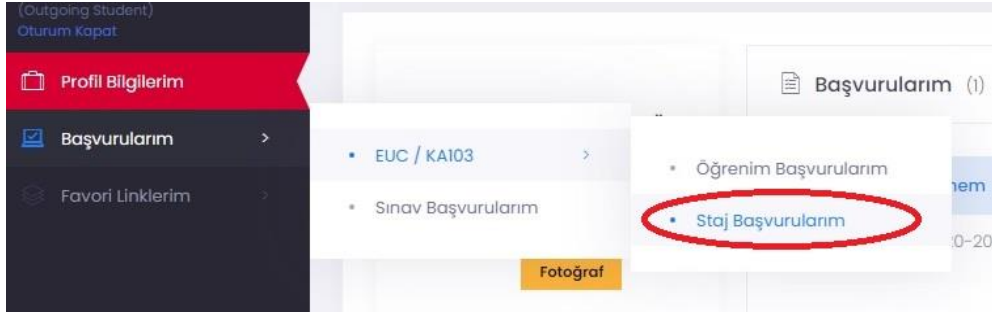 (Outgoing Student)
Oturum Kapat
Profil Bilgilerim
Başvurularım
Favori Linklerim
EUC / KA103
Sınav Başvurularım
Öğrenim Başvurularım
Staj Başvurularım
Başvurularım (1)
Fotoğraf